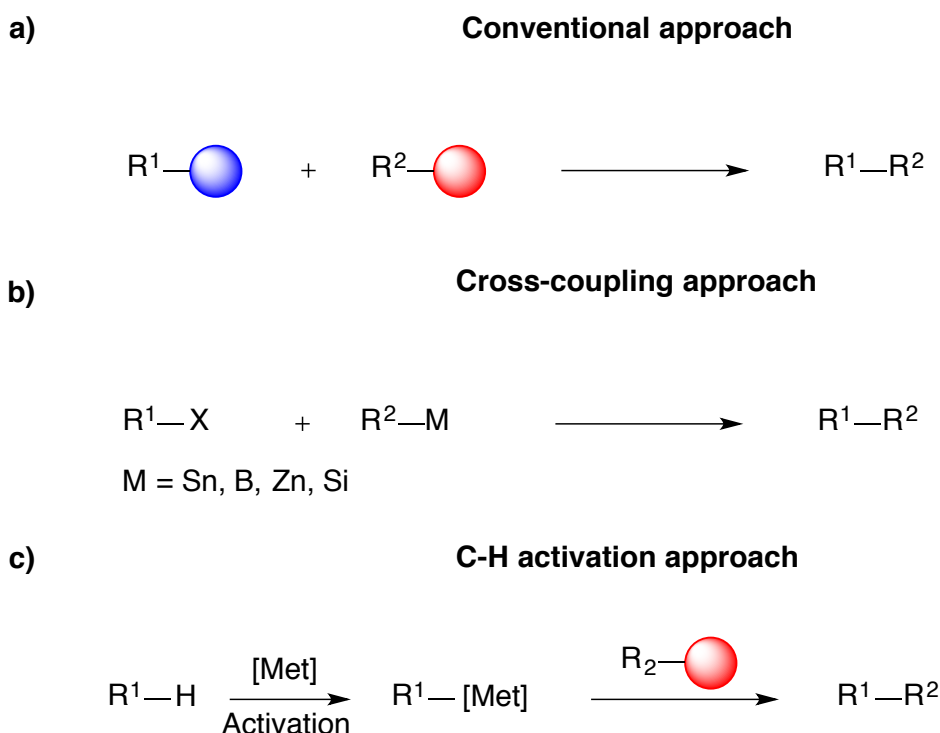 a) Conventional approach
R¹ + R² R¹—R²
b) Cross-coupling approach
R¹—X + R²—M R¹—R²
M = Sn, B, Zn, Si
c) C-H activation approach
[Met] R₂
R¹—H R¹—[Met] R¹—R²
Activation